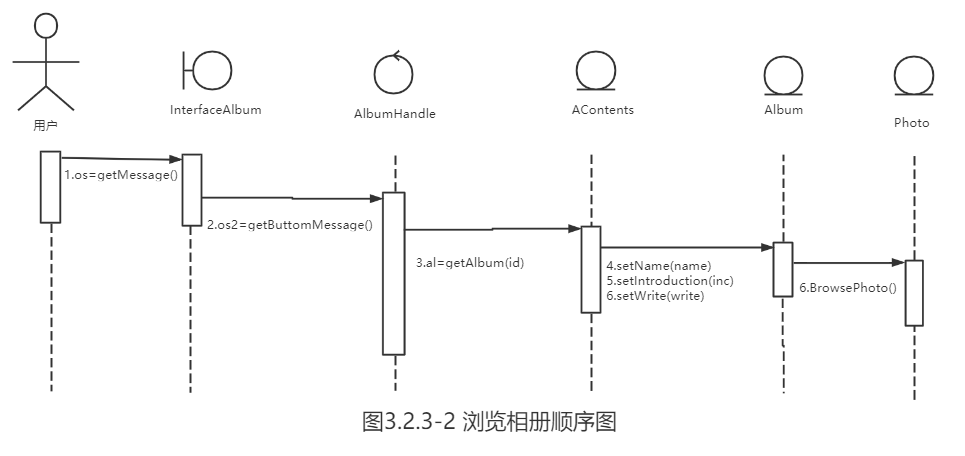 用户
InterfaceAlbum
AlbumHandle
AContents
Album
Photo
1.os=getMessage()
2.os2=getButtomMessage()
3.al=getAlbum(id)
4.setName(name)
5.setIntroduction(inc)
6.setWrite(write)
6.BrowsePhoto()
图3.2.3-2 浏览相册顺序图